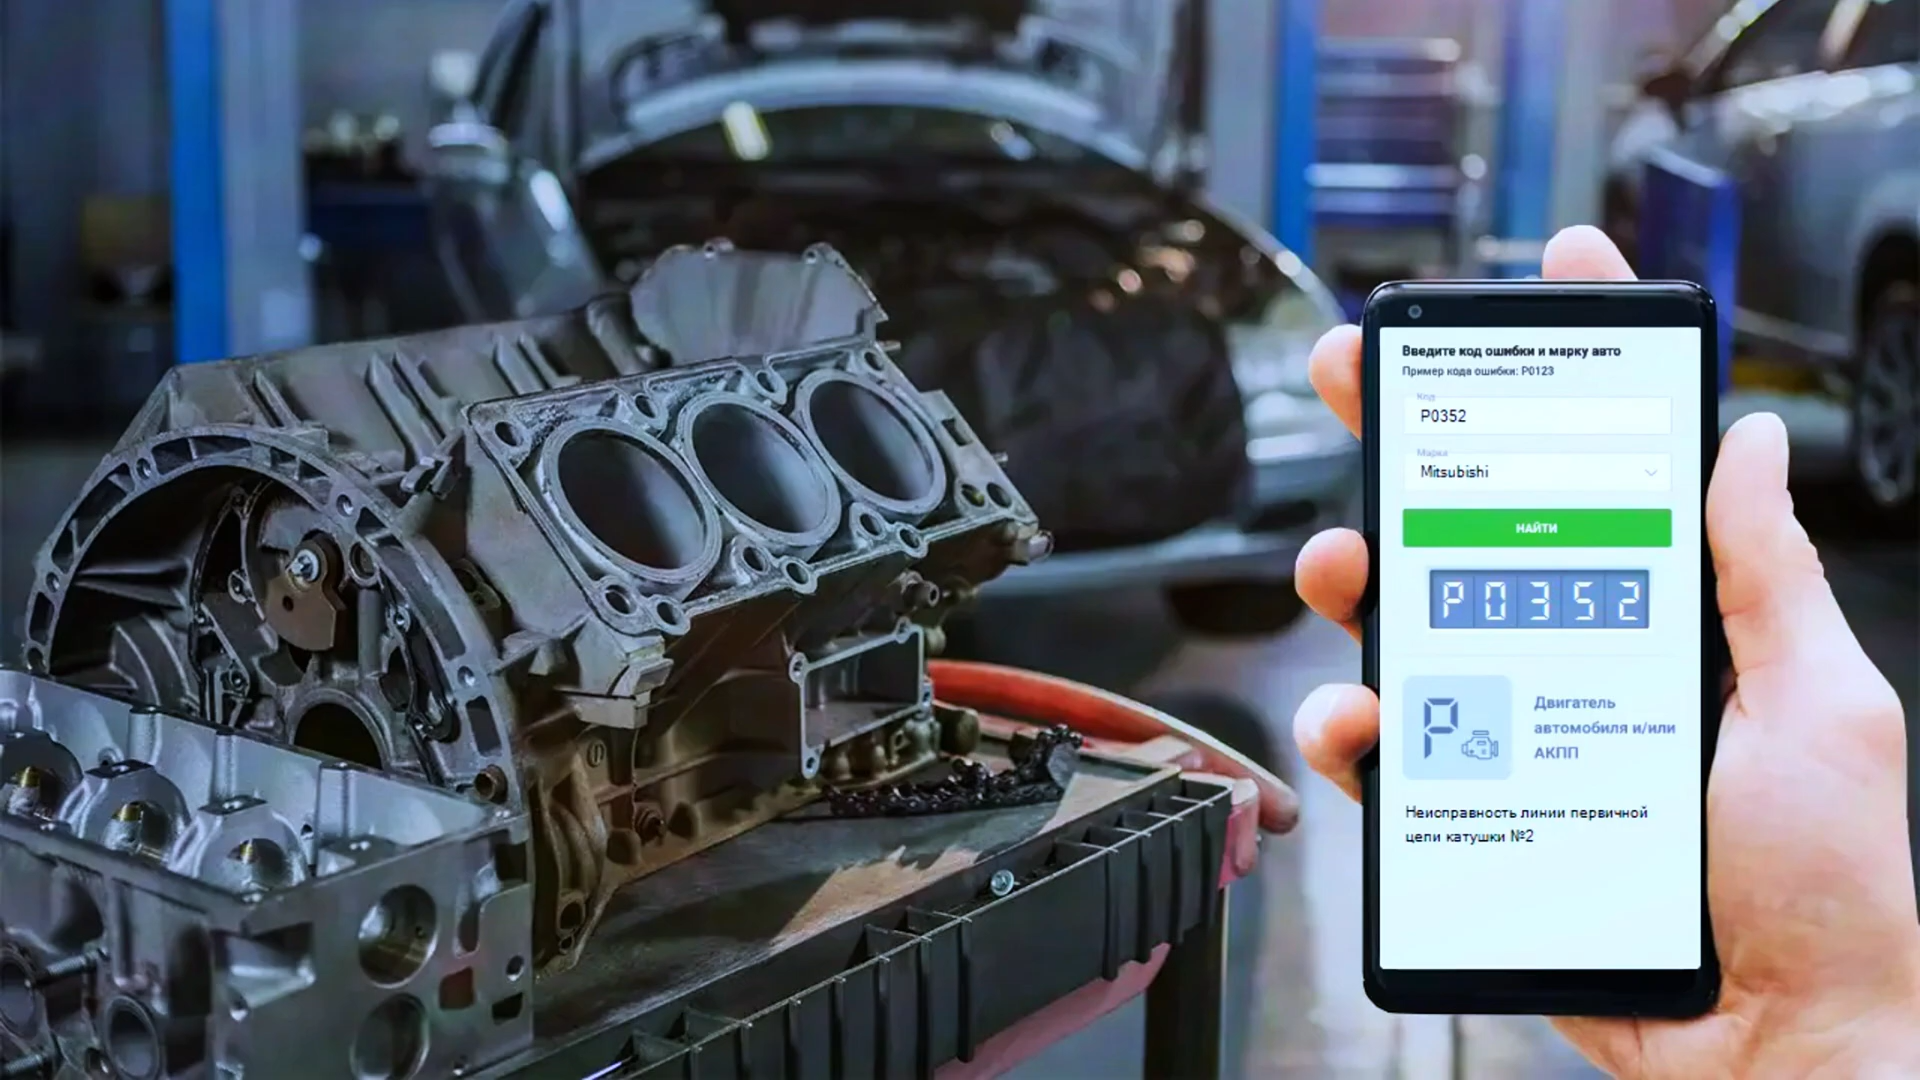 Введите код ошибки и марку авто
Пример кода ошибки: P0123
Код
P0352
Марка
Mitsubishi
НАЙТИ
P0352
P
Двигатель
автомобиля и/или
АКПП
Неисправность линии первичной
цепи катушки №2